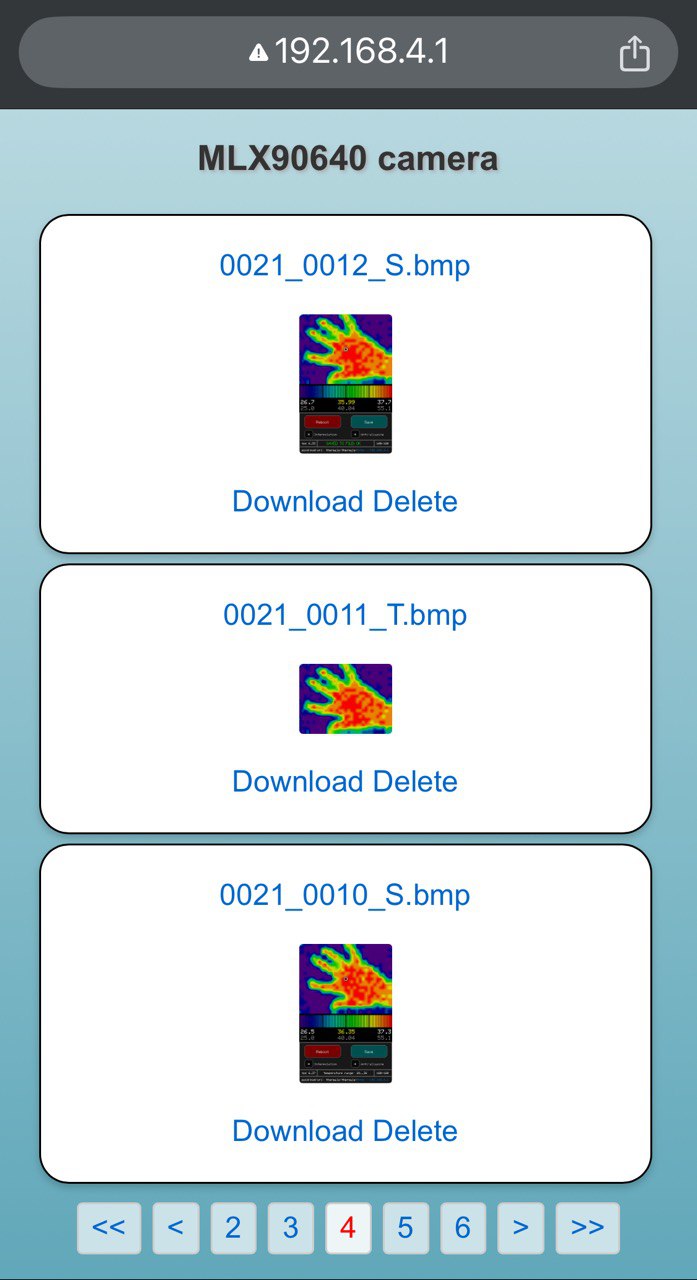 192.168.4.1
MLX90640 camera
0021_0012_S.bmp
26.7 35.99 37.7
25.0 40.04 55.1
Reboot Save
Download Delete
0021_0011_T.bmp
Download Delete
0021_0010_S.bmp
26.5 36.35 37.3
25.0 40.04 55.1
Reboot Save
Download Delete
<< < 2 3 4 5 6 > >>